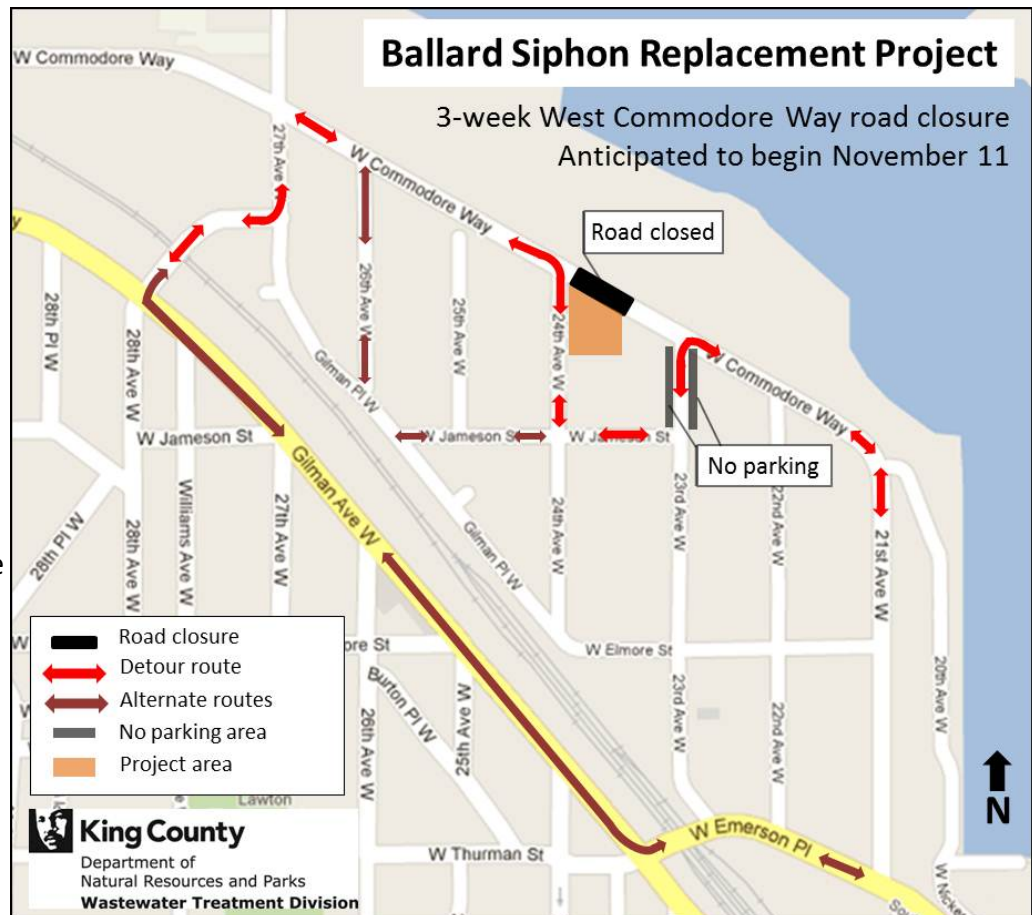 Ballard Siphon Replacement Project
3-week West Commodore Way road closure
Anticipated to begin November 11
W Commodore Way
27th Ave W
W Commodore Way
Road closed
26th Ave W
25th Ave W
24th Ave W
W Commodore Way
28th Pl W
28th Ave W
Gilman Pl W
W Jameson St
W Jameson St
W Jameson St
No parking
Gilman Ave W
Williams Ave W
27th Ave W
28th Ave W
28th Pl W
24th Ave W
23rd Ave W
22nd Ave W
21st Ave W
Gilman Pl W
e
W
ore St
W Elmore St
Road closure
Detour route
Alternate routes
No parking area
Project area
Burton Pl W
26th Ave W
25th Ave W
23rd Ave W
22nd Ave W
20th Ave W
N
Lawton
King County
Department of
Natural Resources and Parks
Wastewater Treatment Division
W Thurman St
W Emerson Pl
W Nicke